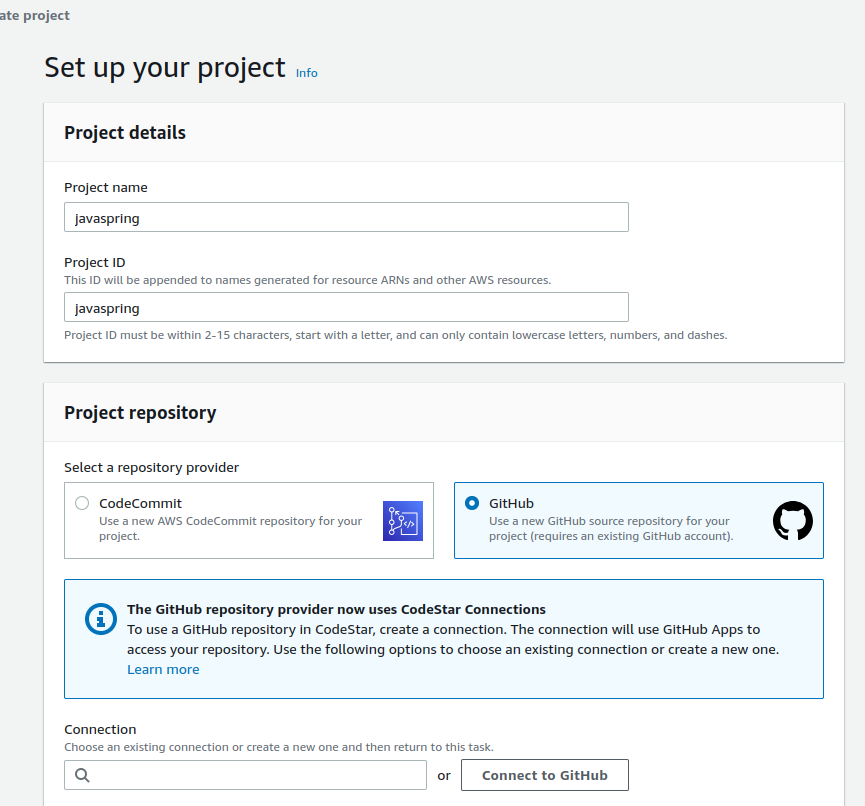 ate project
Set up your project Info
Project details
Project name
javaspring
Project ID
This ID will be appended to names generated for resource ARNs and other AWS resources.
javaspring
Project ID must be within 2-15 characters, start with a letter, and can only contain lowercase letters, numbers, and dashes.
Project repository
Select a repository provider
CodeCommit
Use a new AWS CodeCommit repository for your
project.
GitHub
Use a new GitHub source repository for your
project (requires an existing GitHub account).
The GitHub repository provider now uses CodeStar Connections
To use a GitHub repository in CodeStar, create a connection. The connection will use GitHub Apps to
access your repository. Use the following options to choose an existing connection or create a new one.
Learn more
Connection
Choose an existing connection or create a new one and then return to this task.
or Connect to GitHub